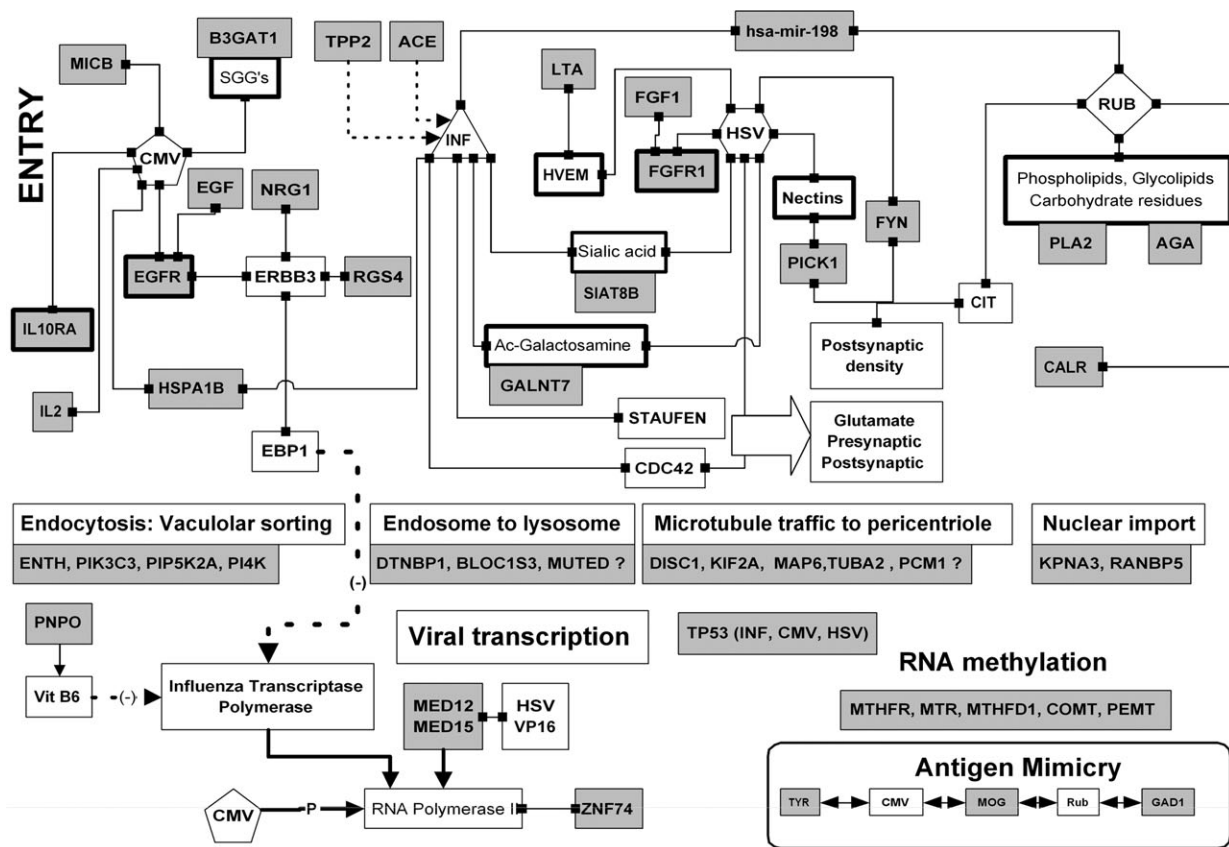 ENTRY
B3GAT1
TPP2
ACE
hsa-mir-198
MICB
SGG's
LTA
FGF1
INF
HSV
RUB
CMV
HVEM
FGFR1
EGF
NRG1
Nectins
Phospholipids, Glycolipids
Carbohydrate residues
FYN
PLA2
AGA
Sialic acid
SIAT8B
PICK1
EGFR
ERBB3
RGS4
CIT
IL10RA
Ac-Galactosamine
GALNT7
Postsynaptic
density
CALR
HSPA1B
IL2
STAUFEN
Glutamate
Presynaptic
Postsynaptic
EBP1
CDC42
Endocytosis: Vaculolar sorting
ENTH, PIK3C3, PIP5K2A, PI4K
Endosome to lysosome
DTNBP1, BLOC1S3, MUTED ?
Microtubule traffic to pericentriole
DISC1, KIF2A, MAP6,TUBA2 , PCM1 ?
Nuclear import
KPNA3, RANBP5
(-)
PNPO
Viral transcription
TP53 (INF, CMV, HSV)
Vit B6
(-)
Influenza Transcriptase
Polymerase
RNA methylation
MTHFR, MTR, MTHFD1, COMT, PEMT
MED12
MED15
HSV
VP16
Antigen Mimicry
TYR
CMV
MOG
Rub
GAD1
CMV
P
RNA Polymerase II
ZNF74